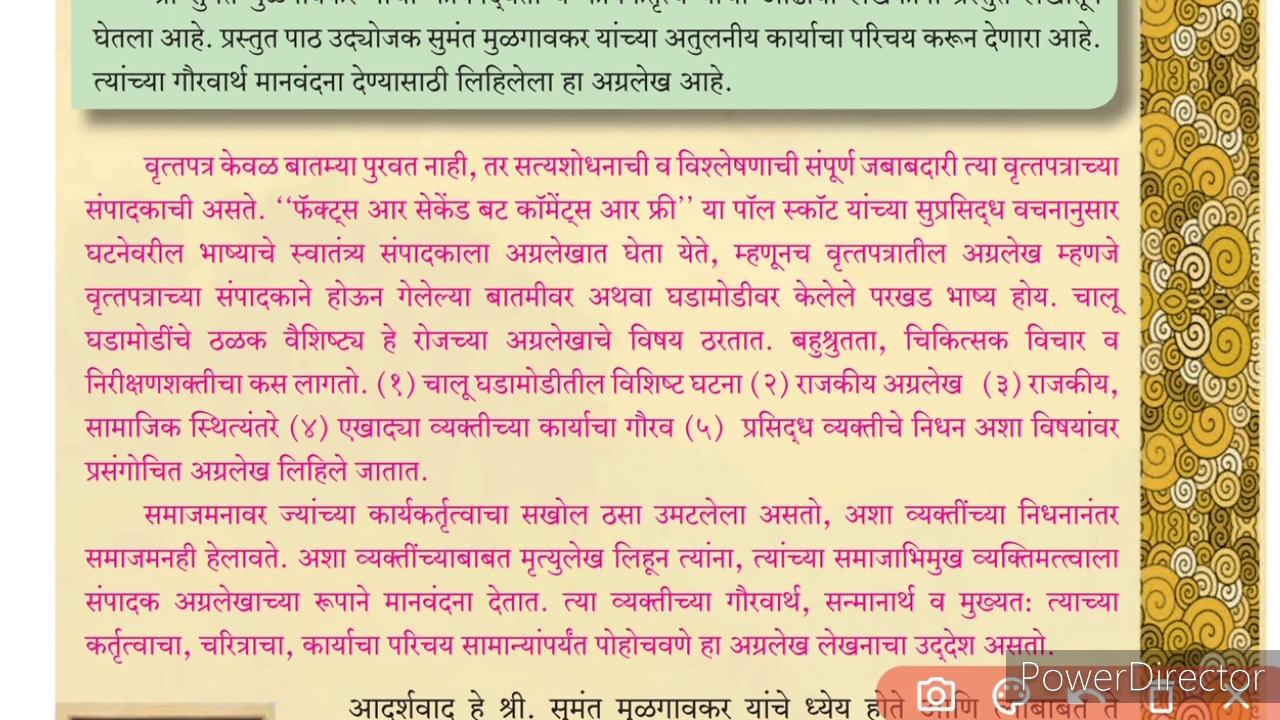 घेतला आहे. प्रस्तुत पाठ उद्योजक सुमंत मुळगावकर यांच्या अतुलनीय कार्याचा परिचय करून देणारा आहे.
त्यांच्या गौरवार्थ मानवंदना देण्यासाठी लिहिलेला हा अग्रलेख आहे.
वृत्तपत्र केवळ बातम्या पुरवत नाही, तर सत्यशोधनाची व विश्लेषणाची संपूर्ण जबाबदारी त्या वृत्तपत्राच्या
संपादकाची असते. ‘‘फॅक्ट्स आर सेकेंड बट कॉमेंट्स आर फ्री’’ या पॉल स्कॉट यांच्या सुप्रसिद्ध वचनानुसार
घटनेवरील भाष्याचे स्वातंत्र्य संपादकाला अग्रलेखात घेता येते, म्हणूनच वृत्तपत्रातील अग्रलेख म्हणजे
वृत्तपत्राच्या संपादकाने होऊन गेलेल्या बातमीवर अथवा घडामोडीवर केलेले परखड भाष्य होय. चालू
घडामोडींचे ठळक वैशिष्ट्य हे रोजच्या अग्रलेखाचे विषय ठरतात. बहुश्रुतता, चिकित्सक विचार व
निरीक्षणशक्तीचा कस लागतो. (१) चालू घडामोडीतील विशिष्ट घटना (२) राजकीय अग्रलेख (३) राजकीय,
सामाजिक स्थित्यंतरे (४) एखाद्या व्यक्तीच्या कार्याचा गौरव (५) प्रसिद्ध व्यक्तीचे निधन अशा विषयांवर
प्रसंगोचित अग्रलेख लिहिले जातात.
समाजमनावर ज्यांच्या कार्यकर्तृत्वाचा सखोल ठसा उमटलेला असतो, अशा व्यक्तींच्या निधनानंतर
समाजमनही हेलावते. अशा व्यक्तींच्याबाबत मृत्युलेख लिहून त्यांना, त्यांच्या समाजाभिमुख व्यक्तिमत्त्वाला
संपादक अग्रलेखाच्या रूपाने मानवंदना देतात. त्या व्यक्तीच्या गौरवार्थ, सन्मानार्थ व मुख्यतः त्याच्या
कर्तृत्वाचा, चरित्राचा, कार्याचा परिचय सामान्यांपर्यंत पोहोचवणे हा अग्रलेख लेखनाचा उद्देश असतो.
PowerDirector
आदर्शवाद हे श्री. सुमंत मुळगावकर यांचे ध्येय होते आणि